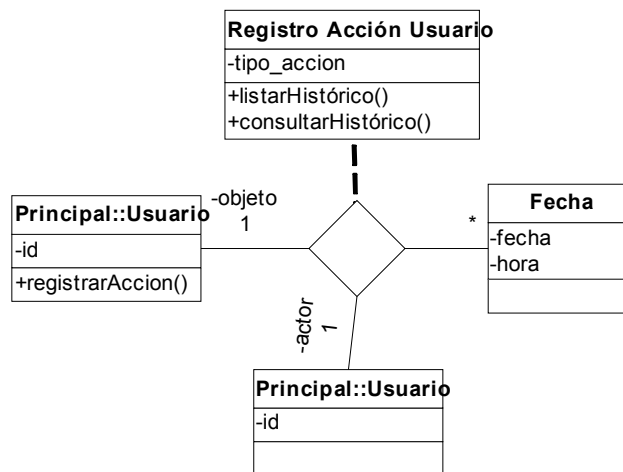 Registro Acción Usuario
-tipo_accion
+listarHistórico()
+consultarHistórico()
-objeto
1
Principal::Usuario
-id
+registrarAccion()
*
Fecha
-fecha
-hora
-actor
1
Principal::Usuario
-id